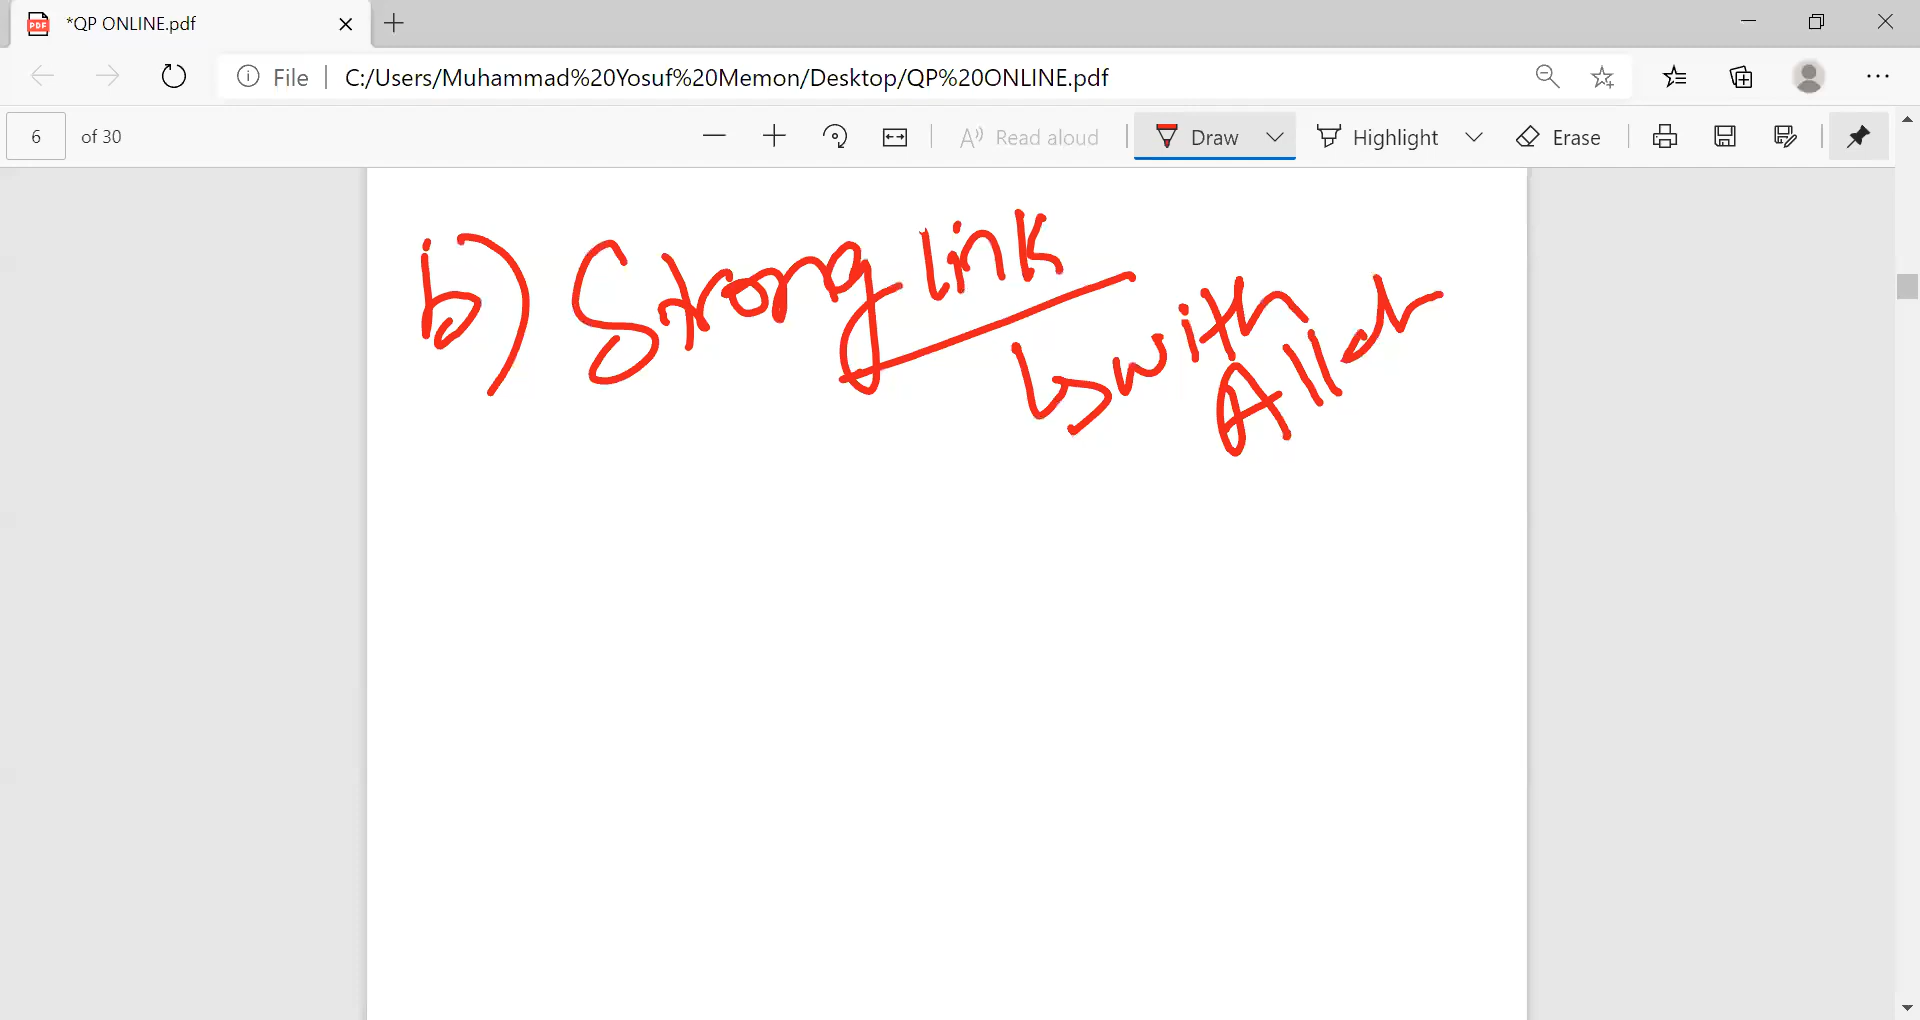 *QP ONLINE.pdf
File | C:/Users/Muhammad%20Yosuf%20Memon/Desktop/QP%20ONLINE.pdf
6 of 30 Read aloud Draw Highlight Erase
b) Strong link
↳ with
Allah